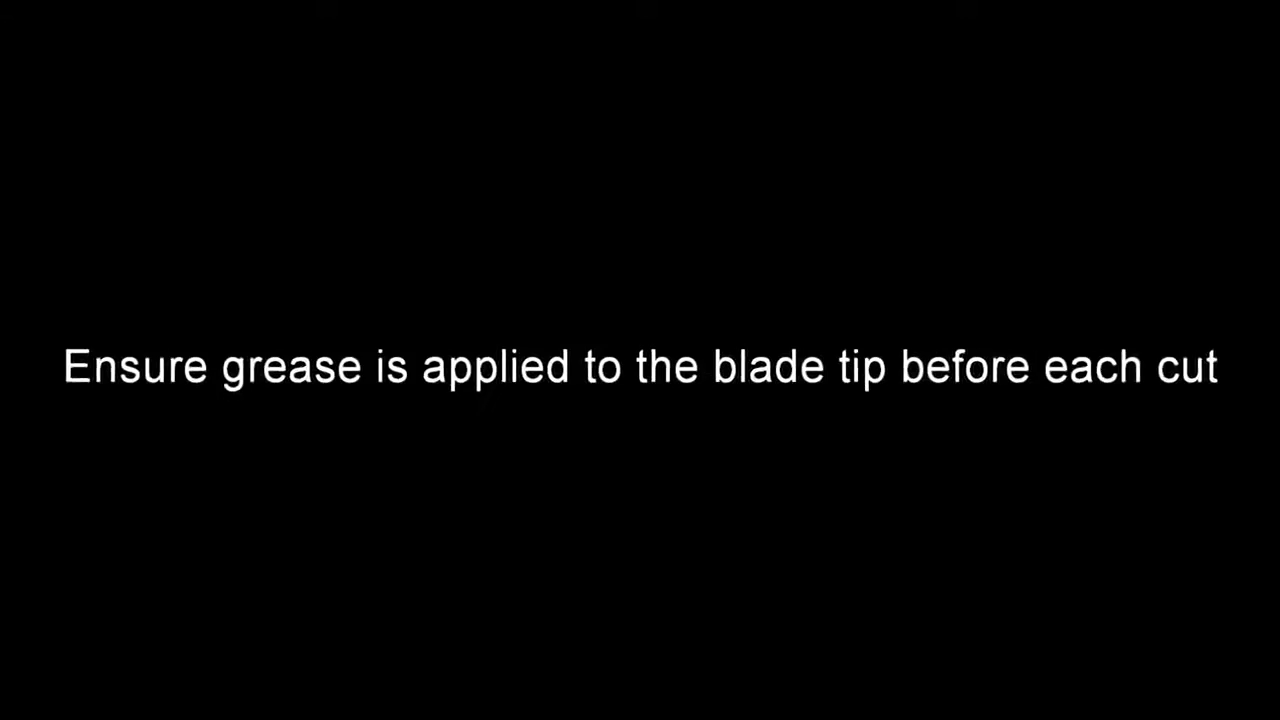 Ensure grease is applied to the blade tip before each cut